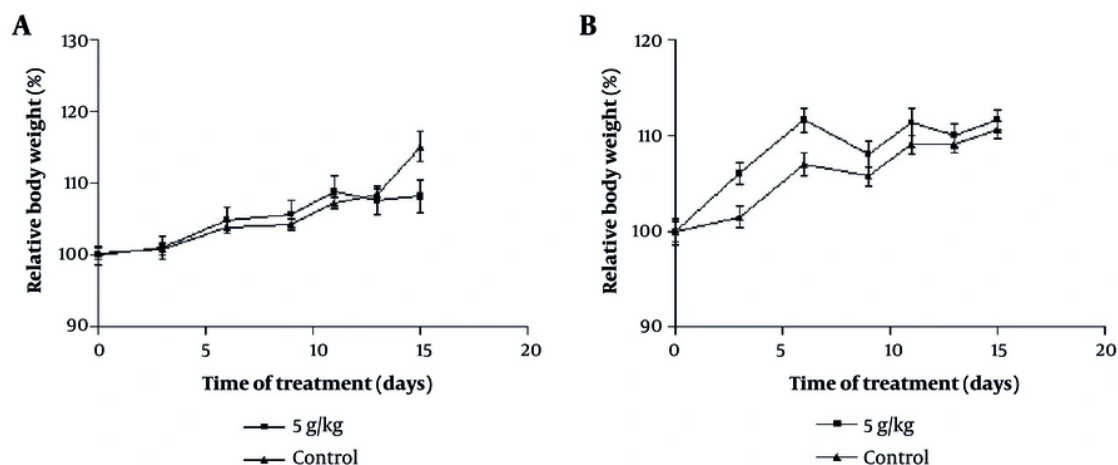 A
Relative body weight (%)
130
120
110
100
90
0 5 10 15 20
Time of treatment (days)
5 g/kg
Control
B
Relative body weight (%)
120
110
100
90
0 5 10 15 20
Time of treatment (days)
5 g/kg
Control